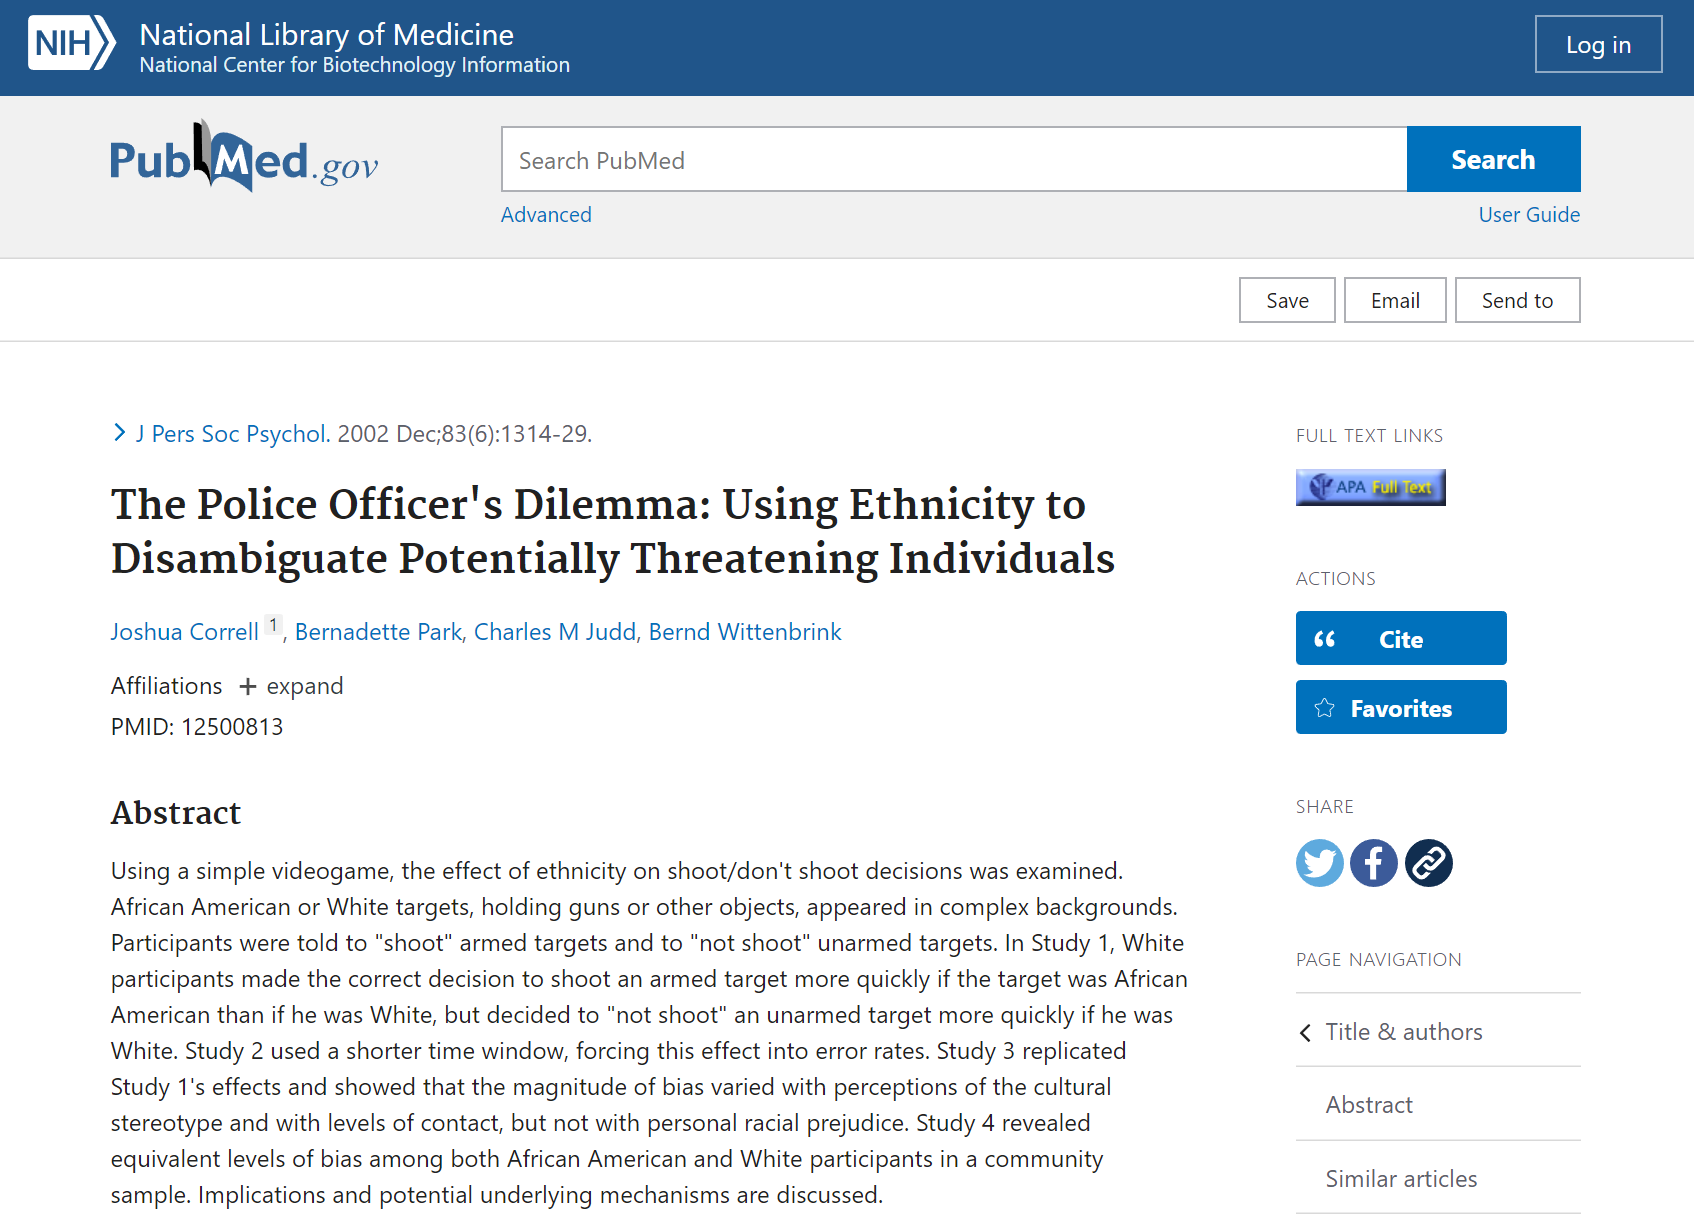 NIH
National Library of Medicine
National Center for Biotechnology Information
Log in
PubMed.gov
Search PubMed
Search
Advanced
User Guide
Save
Email
Send to
J Pers Soc Psychol. 2002 Dec;83(6):1314-29.
The Police Officer's Dilemma: Using Ethnicity to
Disambiguate Potentially Threatening Individuals
Joshua Correll 1, Bernadette Park, Charles M Judd, Bernd Wittenbrink
Affiliations + expand
PMID: 12500813
Abstract
Using a simple videogame, the effect of ethnicity on shoot/don't shoot decisions was examined.
African American or White targets, holding guns or other objects, appeared in complex backgrounds.
Participants were told to "shoot" armed targets and to "not shoot" unarmed targets. In Study 1, White
participants made the correct decision to shoot an armed target more quickly if the target was African
American than if he was White, but decided to "not shoot" an unarmed target more quickly if he was
White. Study 2 used a shorter time window, forcing this effect into error rates. Study 3 replicated
Study 1's effects and showed that the magnitude of bias varied with perceptions of the cultural
stereotype and with levels of contact, but not with personal racial prejudice. Study 4 revealed
equivalent levels of bias among both African American and White participants in a community
sample. Implications and potential underlying mechanisms are discussed.
FULL TEXT LINKS
APA Full Text
ACTIONS
Cite
Favorites
SHARE
PAGE NAVIGATION
Title & authors
Abstract
Similar articles